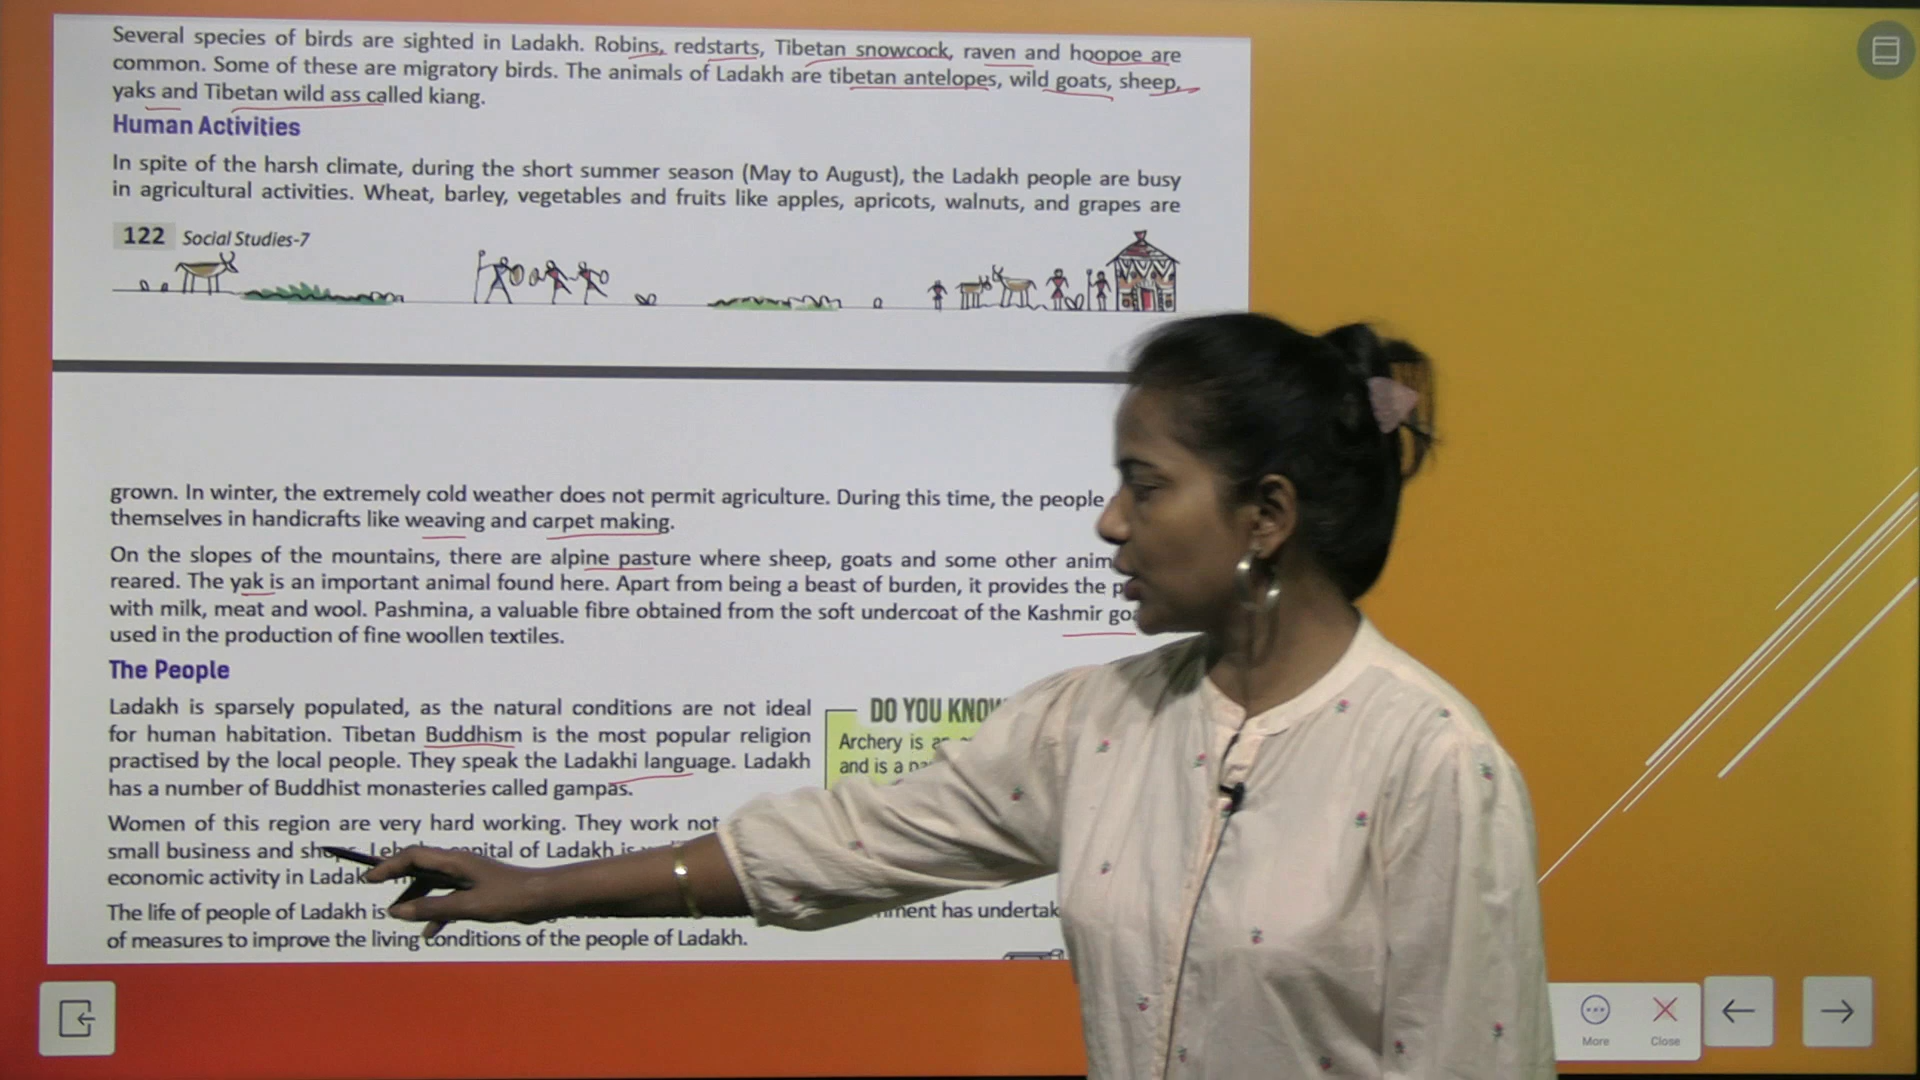 Several species of birds are sighted in Ladakh. Robins, redstarts, Tibetan snowcock, raven and hoopoe are
common. Some of these are migratory birds. The animals of Ladakh are tibetan antelopes, wild goats, sheep,
yaks and Tibetan wild ass called kiang.
Human Activities
In spite of the harsh climate, during the short summer season (May to August), the Ladakh people are busy
in agricultural activities. Wheat, barley, vegetables and fruits like apples, apricots, walnuts, and grapes are
122 Social Studies-7
grown. In winter, the extremely cold weather does not permit agriculture. During this time, the people
themselves in handicrafts like weaving and carpet making.
On the slopes of the mountains, there are alpine pasture where sheep, goats and some other
reared. The yak is an important animal found here. Apart from being a beast of burden, it provides the
with milk, meat and wool. Pashmina, a valuable fibre obtained from the soft undercoat of the Kashmir
used in the production of fine woollen textiles.
The People
Ladakh is sparsely populated, as the natural conditions are not ideal
for human habitation. Tibetan Buddhism is the most popular religion
practised by the local people. They speak the Ladakhi language. Ladakh
has a number of Buddhist monasteries called gampas.
DO YOU KNOW
Archery is
and is a
Women of this region are very hard working. They work not
small business and shops. Leh capital of Ladakh is
economic activity in Ladakh
The life of people of Ladakh is has undertak
of measures to improve the living conditions of the people of Ladakh.
More
Close